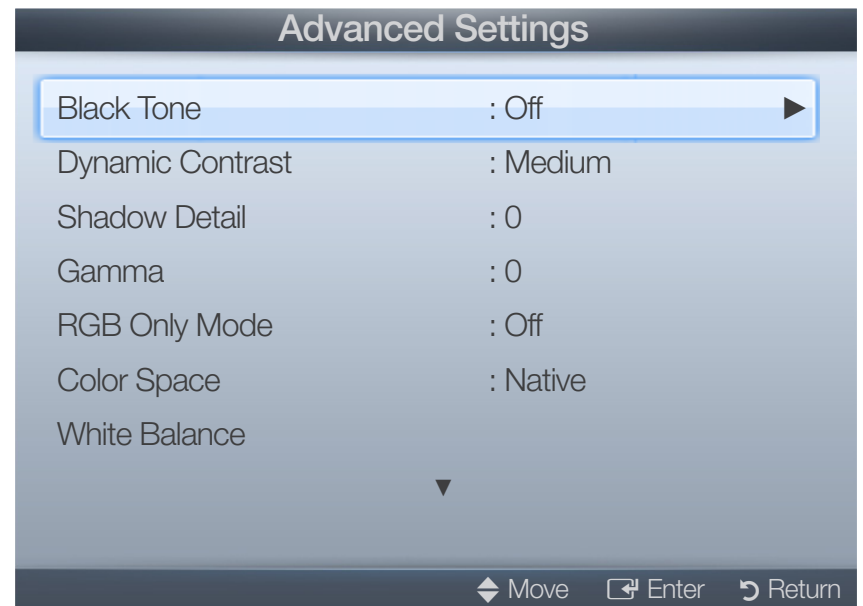 Advanced Settings
Black Tone : Off ▶
Dynamic Contrast : Medium
Shadow Detail : 0
Gamma : 0
RGB Only Mode : Off
Color Space : Native
White Balance
▼
Move Enter Return